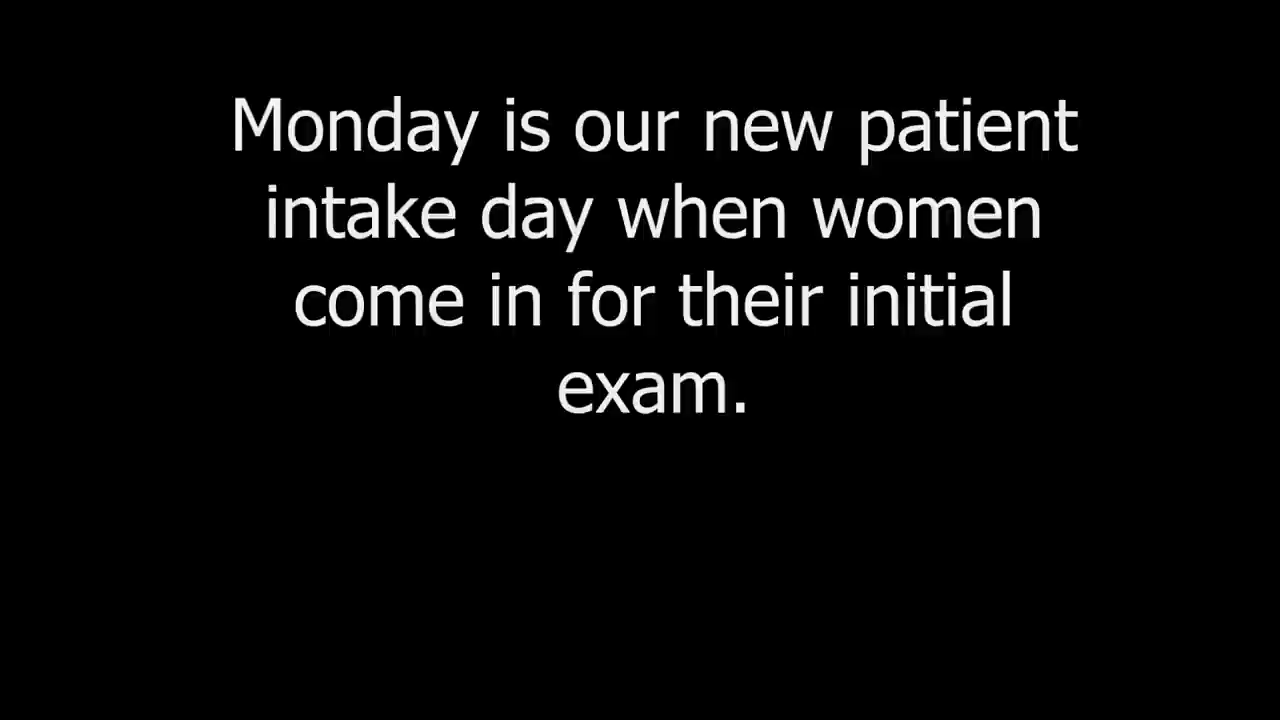 Monday is our new patient
intake day when women
come in for their initial
exam.